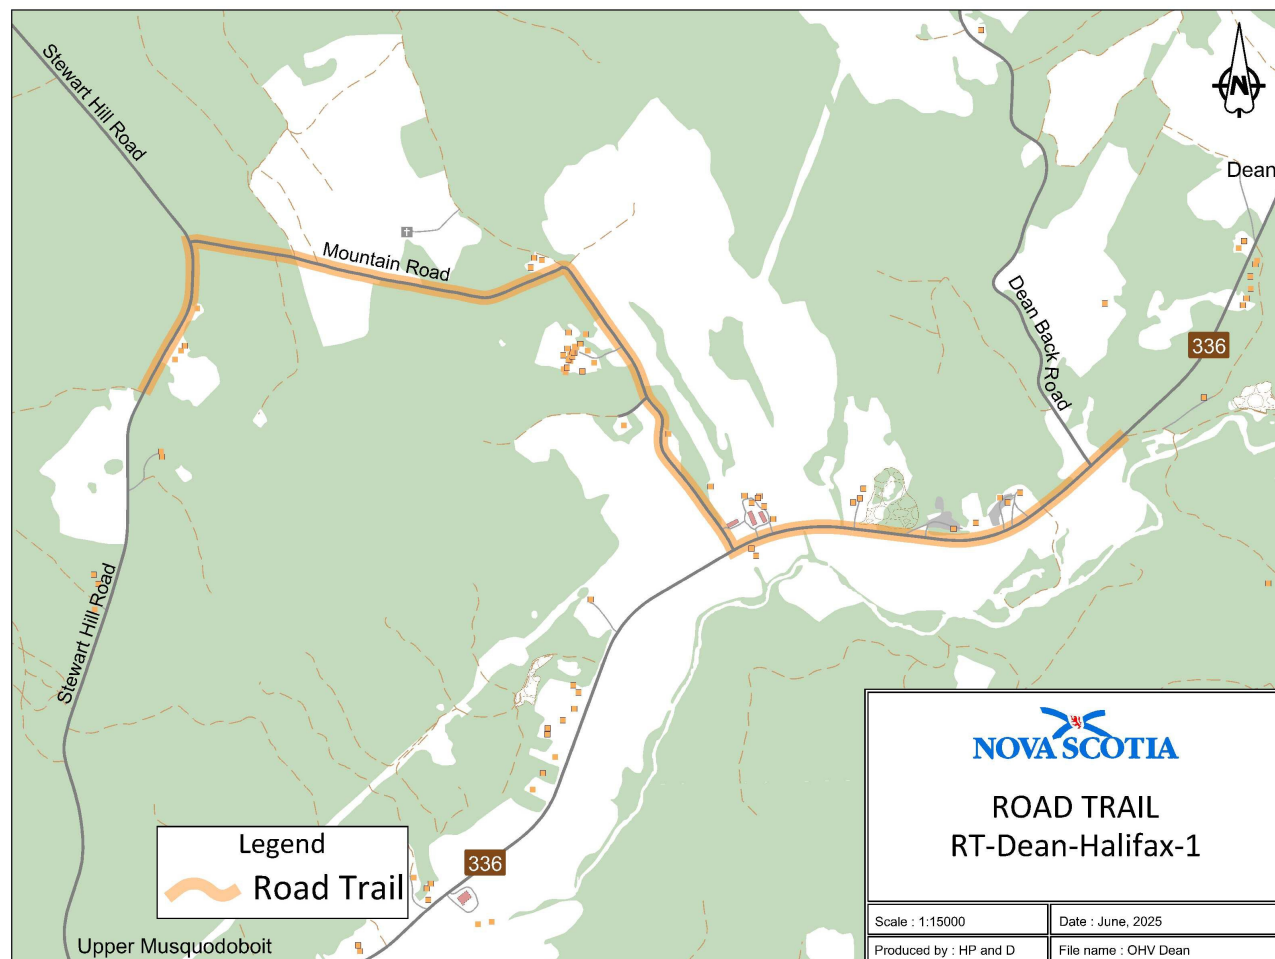 Stewart Hill Road
N
Dean
Mountain Road
Dean Back Road
336
Stewart Hill Road
336
Upper Musquodoboit
Legend
Road Trail
NOVA SCOTIA
ROAD TRAIL
RT-Dean-Halifax-1
Scale : 1:15000
Date : June, 2025
Produced by : HP and D
File name : OHV Dean